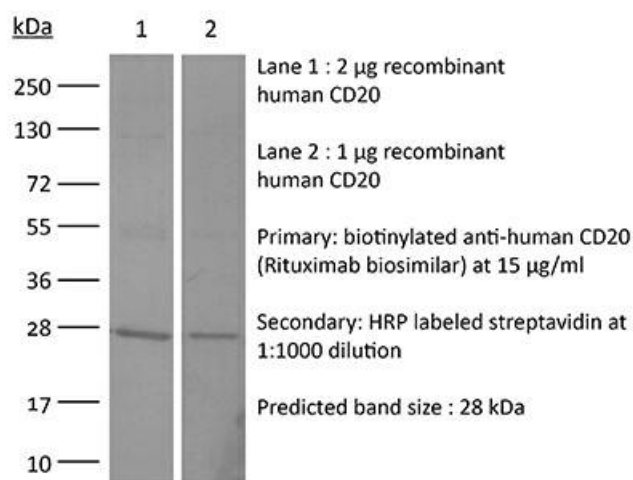 kDa
1 2
250
130
72
55
36
28
17
10
Lane 1 : 2 µg recombinant
human CD20
Lane 2 : 1 µg recombinant
human CD20
Primary: biotinylated anti-human CD20
(Rituximab biosimilar) at 15 µg/ml
Secondary: HRP labeled streptavidin at
1:1000 dilution
Predicted band size : 28 kDa